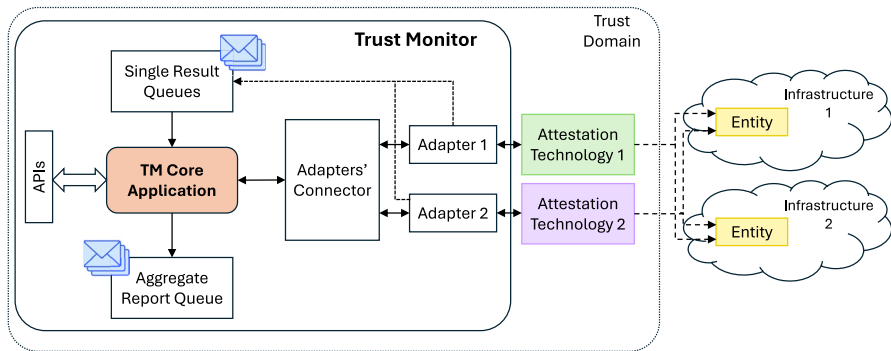 Trust
Domain
Trust Monitor
Single Result
Queues
APIs
TM Core
Application
Adapters'
Connector
Adapter 1
Adapter 2
Attestation
Technology 1
Attestation
Technology 2
Aggregate
Report Queue
Infrastructure
1
Entity
Infrastructure
2
Entity